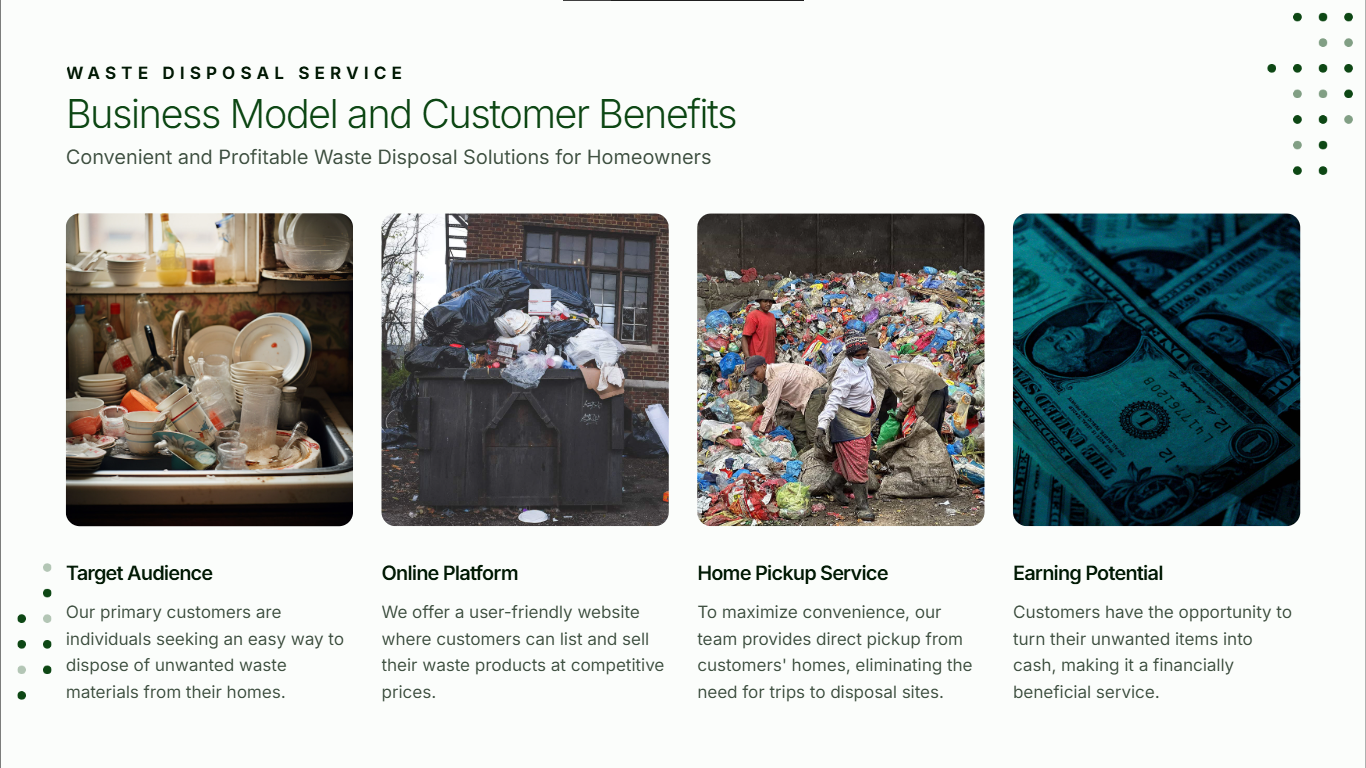 WASTE DISPOSAL SERVICE
Business Model and Customer Benefits
Convenient and Profitable Waste Disposal Solutions for Homeowners
Target Audience
Our primary customers are
individuals seeking an easy way to
dispose of unwanted waste
materials from their homes.
Online Platform
We offer a user-friendly website
where customers can list and sell
their waste products at competitive
prices.
Home Pickup Service
To maximize convenience, our
team provides direct pickup from
customers' homes, eliminating the
need for trips to disposal sites.
Earning Potential
Customers have the opportunity to
turn their unwanted items into
cash, making it a financially
beneficial service.